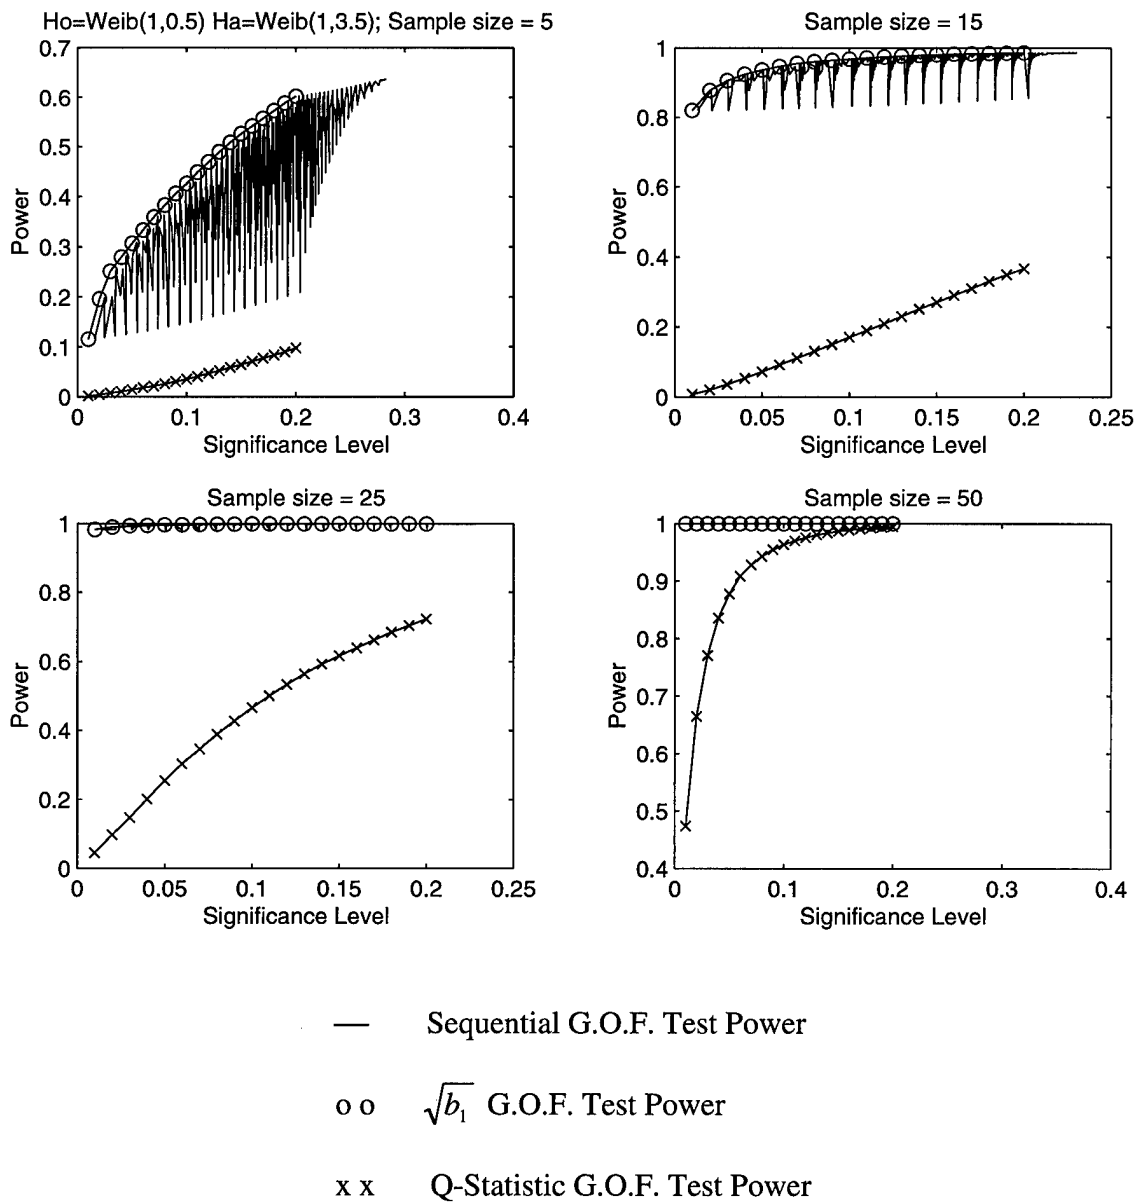 Ho=Weib(1,0.5) Ha=Weib(1,3.5); Sample size = 5
0.7
0.6
0.5
0.4
0.3
0.2
0.1
0
Power
0 0.1 0.2 0.3 0.4
Significance Level
Sample size = 15
1
0.8
0.6
0.4
0.2
0
Power
0 0.05 0.1 0.15 0.2 0.25
Significance Level
Sample size = 25
1
0.8
0.6
0.4
0.2
0
Power
0 0.05 0.1 0.15 0.2 0.25
Significance Level
Sample size = 50
1
0.9
0.8
0.7
0.6
0.5
0.4
Power
0 0.1 0.2 0.3 0.4
Significance Level
— Sequential G.O.F. Test Power
o o √b₁ G.O.F. Test Power
x x Q-Statistic G.O.F. Test Power